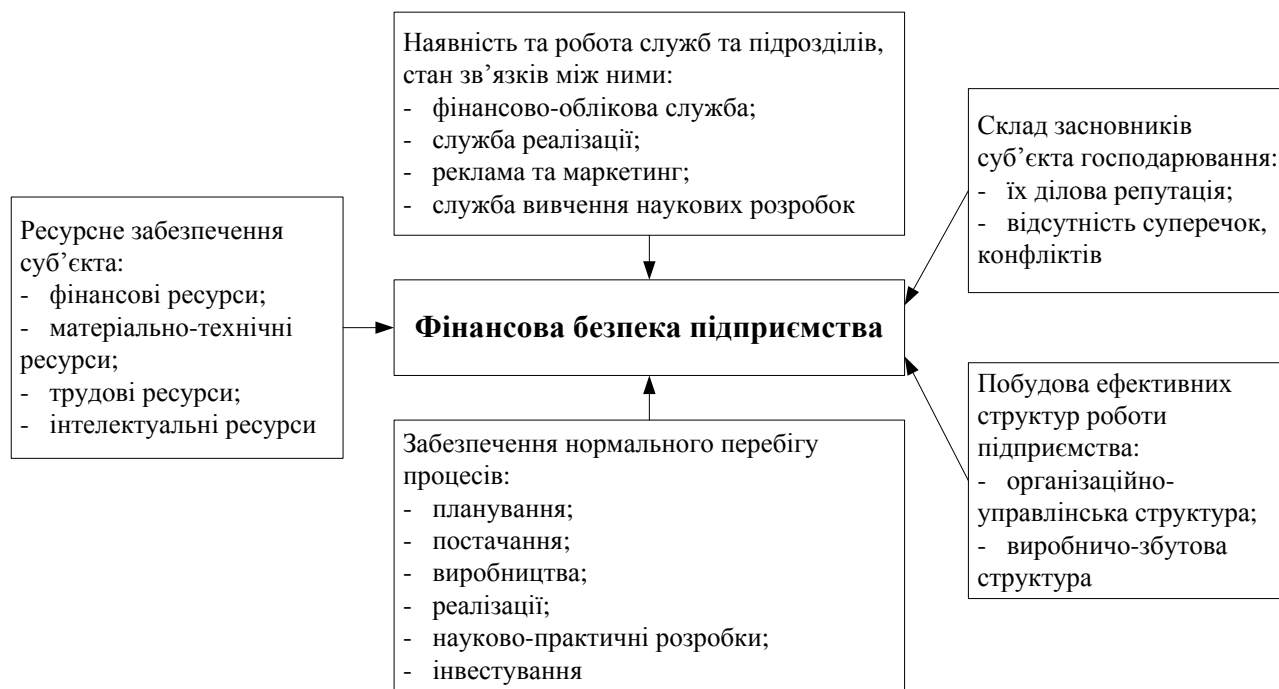 Наявність та робота служб та підрозділів,
стан зв’язків між ними:
- фінансово-облікова служба;
- служба реалізації;
- реклама та маркетинг;
- служба вивчення наукових розробок
Ресурсне забезпечення
суб’єкта:
- фінансові ресурси;
- матеріально-технічні
ресурси;
- трудові ресурси;
- інтелектуальні ресурси
Фінансова безпека підприємства
Склад засновників
суб’єкта господарювання:
- їх ділова репутація;
- відсутність суперечок,
конфліктів
Побудова ефективних
структур роботи
підприємства:
- організаційно-
управлінська структура;
- виробничо-збутова
структура
Забезпечення нормального перебігу
процесів:
- планування;
- постачання;
- виробництва;
- реалізації;
- науково-практичні розробки;
- інвестування